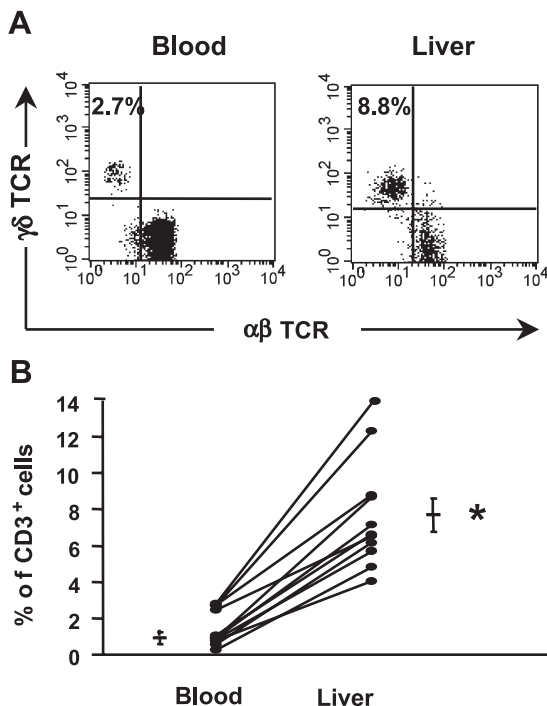 A
Blood Liver
γδ TCR
10⁴
10³
10²
10¹
10⁰
2.7%
10⁰ 10¹ 10² 10³ 10⁴
10⁴
10³
10²
10¹
10⁰
8.8%
10⁰ 10¹ 10² 10³ 10⁴
αβ TCR
B
% of CD3⁺ cells
14
12
10
8
6
4
2
0
*
Blood Liver